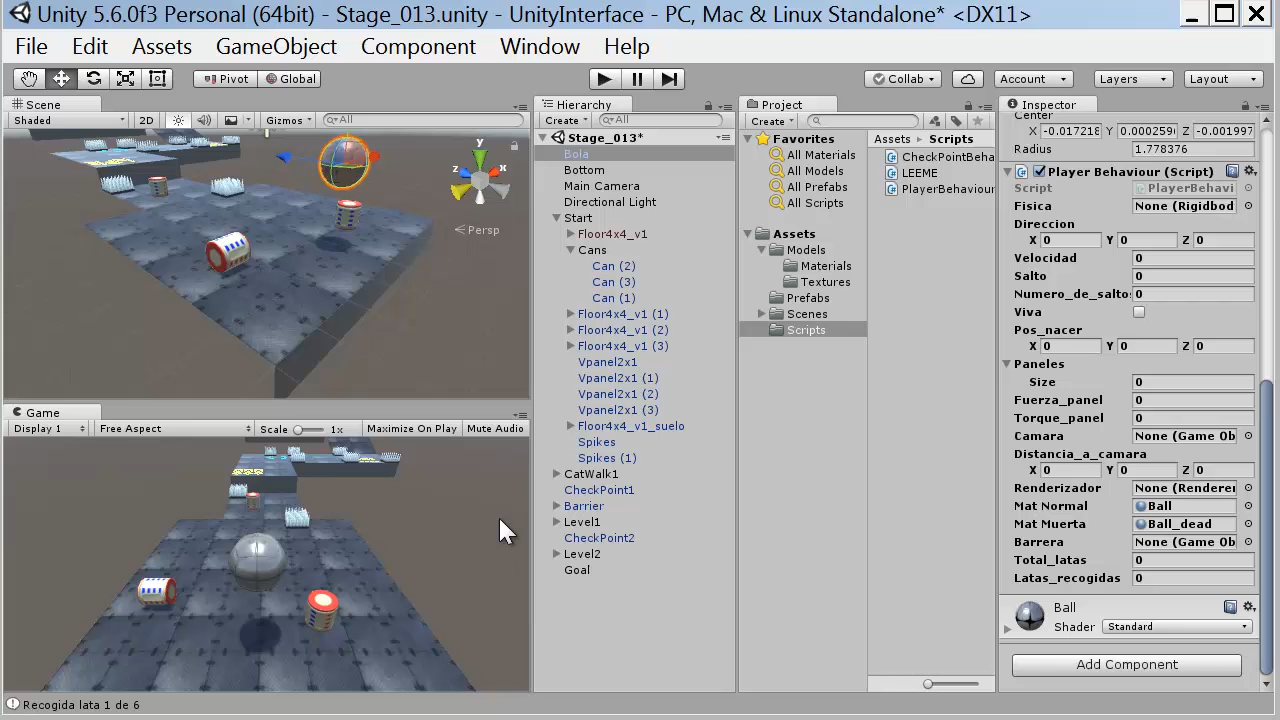 Unity 5.6.0f3 Personal (64bit) - Stage_013.unity - UnityInterface - PC, Mac & Linux Standalone* <DX11>
File Edit Assets GameObject Component Window Help
Pivot Global Collab Account Layers Layout
Scene
Shaded 2D Gizmos All
y
z x
Persp
Game
Display 1 Free Aspect Scale 1x Maximize On Play Mute Audio
Hierarchy
Create All
Stage_013*
Bola
Bottom
Main Camera
Directional Light
Start
Floor4x4_v1
Cans
Can (2)
Can (3)
Can (1)
Floor4x4_v1 (1)
Floor4x4_v1 (2)
Floor4x4_v1 (3)
Vpanel2x1
Vpanel2x1 (1)
Vpanel2x1 (2)
Vpanel2x1 (3)
Floor4x4_v1_suelo
Spikes
Spikes (1)
CatWalk1
CheckPoint1
Barrier
Level1
CheckPoint2
Level2
Goal
Project
Create
Favorites
All Materials
All Models
All Prefabs
All Scripts
Assets
Models
Materials
Textures
Prefabs
Scenes
Scripts
Assets Scripts
CheckPointBeha
LEEME
PlayerBehaviour
Inspector
Center
X -0.017218 Y 0.0002590 Z -0.001997
Radius 1.778376
Player Behaviour (Script)
Script PlayerBehavi
Fisica None (Rigidbod
Direccion
X 0 Y 0 Z 0
Velocidad 0
Salto 0
Numero_de_saltos 0
Viva
Pos_nacer
X 0 Y 0 Z 0
Paneles
Size 0
Fuerza_panel 0
Torque_panel 0
Camara None (Game Ob
Distancia_a_camara
X 0 Y 0 Z 0
Renderizador None (Renderer
Mat Normal Ball
Mat Muerta Ball_dead
Barrera None (Game Ob
Total_latas 0
Latas_recogidas 0
Ball
Shader Standard
Add Component
Recogida lata 1 de 6